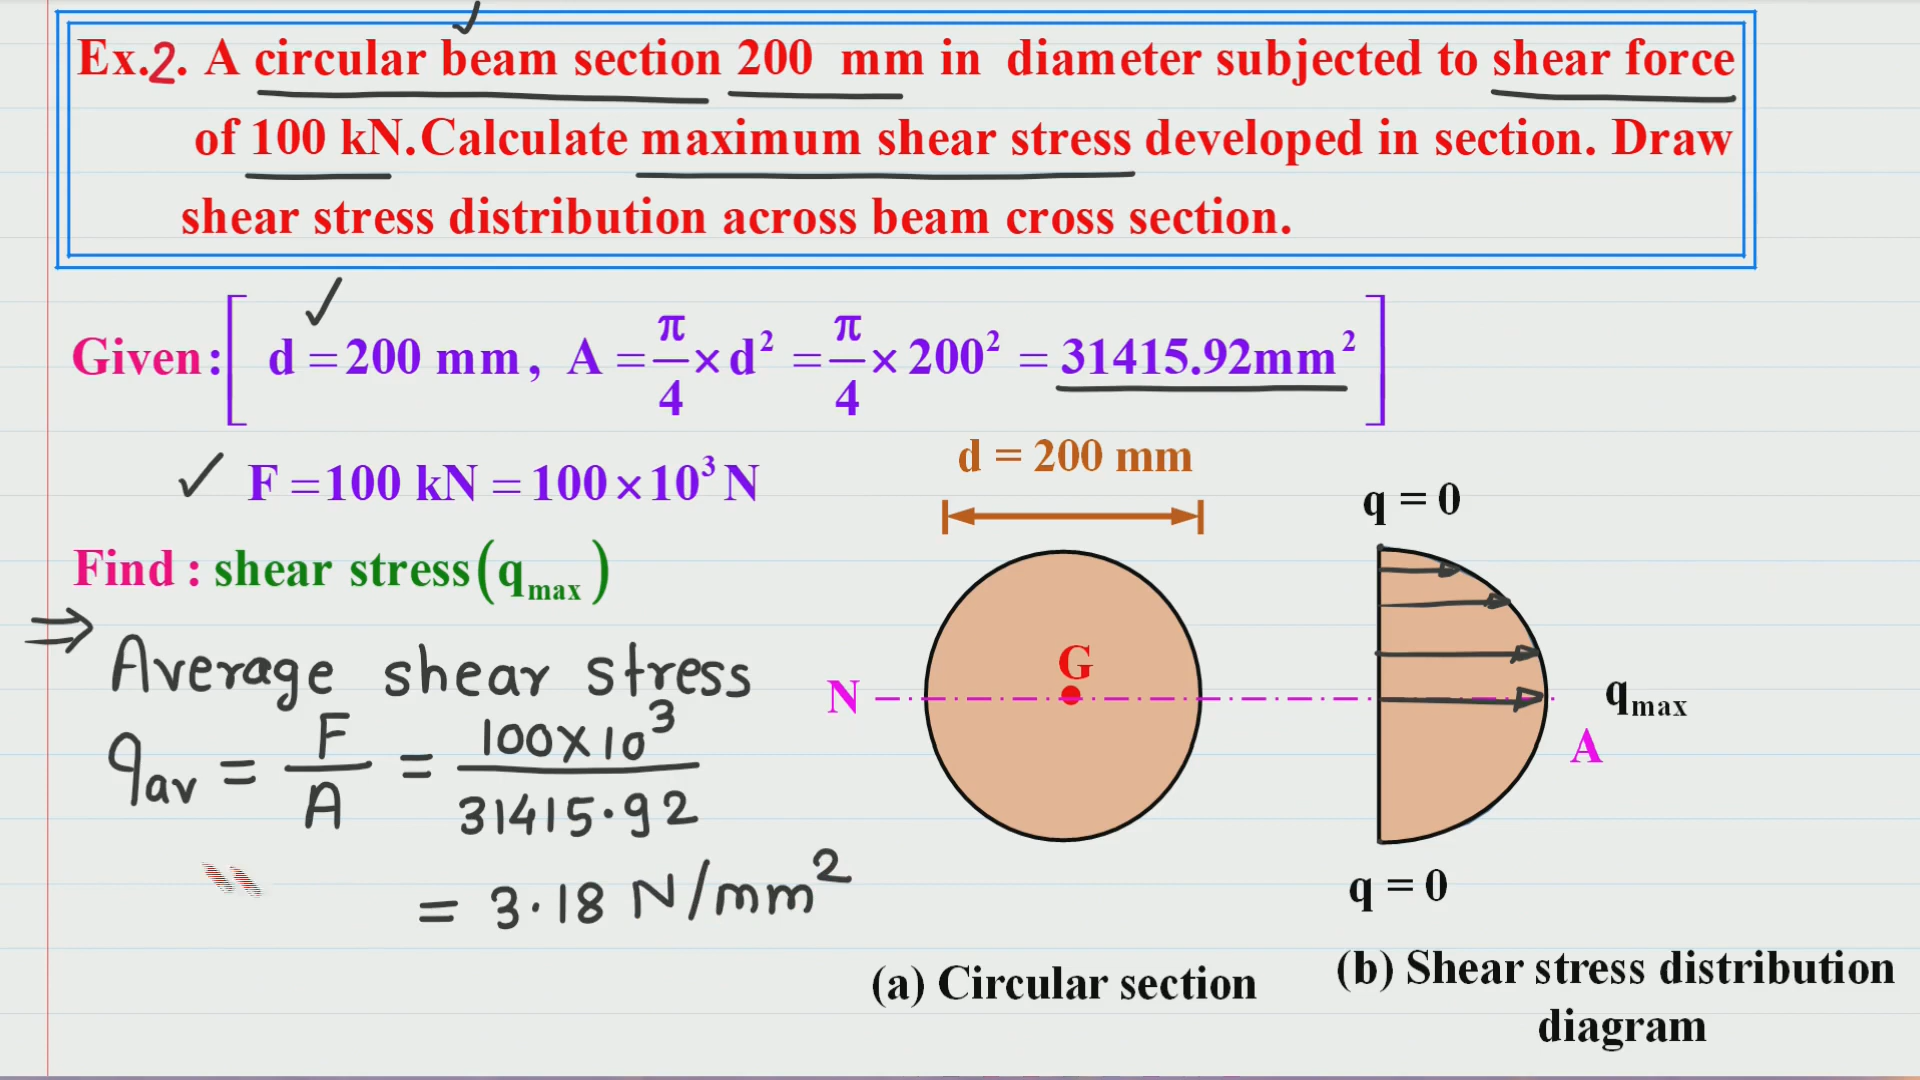 Ex.2. A circular beam section 200 mm in diameter subjected to shear force
of 100 kN.Calculate maximum shear stress developed in section. Draw
shear stress distribution across beam cross section.
Given: [ d = 200 mm, A = π/4 × d² = π/4 × 200² = 31415.92mm² ]
F = 100 kN = 100 × 10³ N
Find : shear stress (qmax)
⇒ Average shear stress
qav = F/A = 100×10³/31415.92
= 3.18 N/mm²
d = 200 mm
G
N
(a) Circular section
q = 0
qmax
A
q = 0
(b) Shear stress distribution
diagram